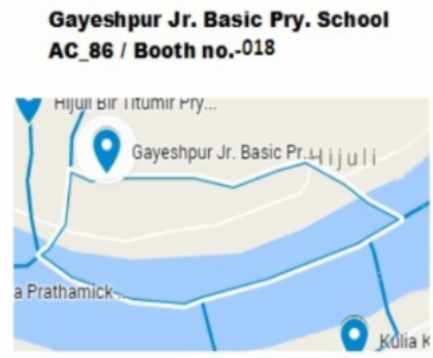 Gayeshpur Jr. Basic Pry. School
AC_86 / Booth no.-018
Hijuli Bir Titumir Pry...
Gayeshpur Jr. Basic Pr...
Hijuli
a Prathamick...
Kulia K